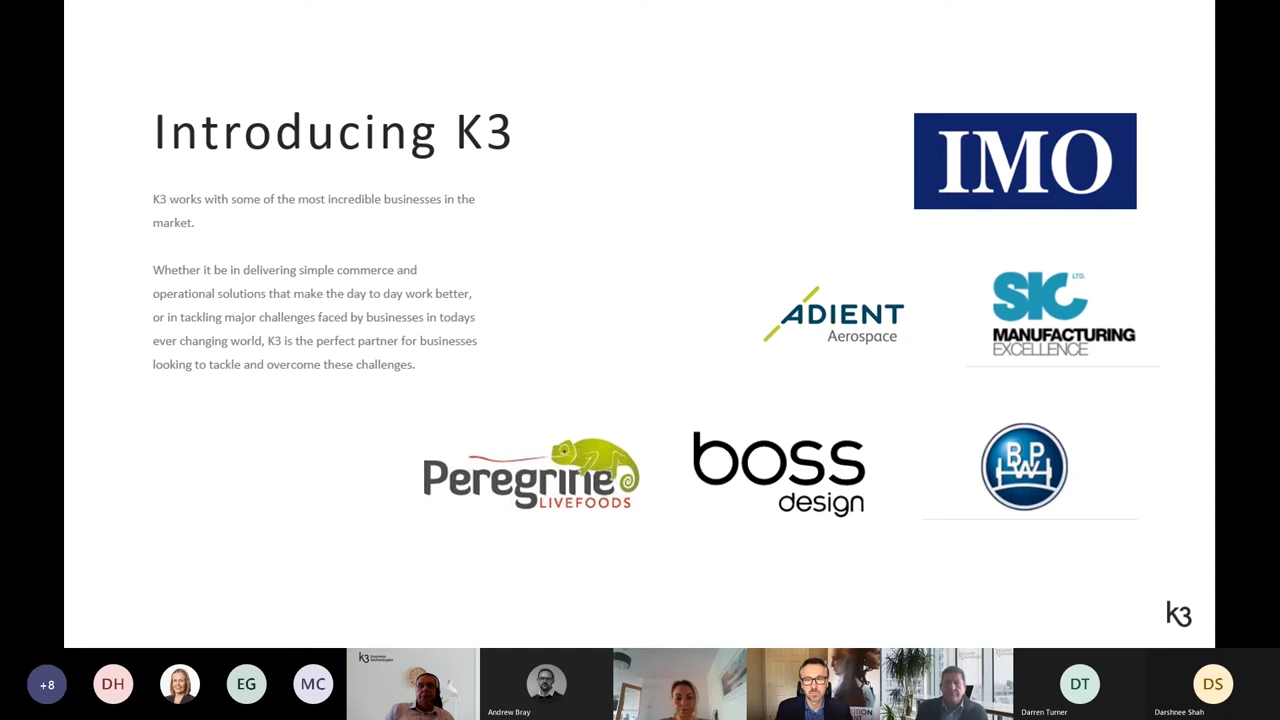 Introducing K3
K3 works with some of the most incredible businesses in the
market.
Whether it be in delivering simple commerce and
operational solutions that make the day to day work better,
or in tackling major challenges faced by businesses in todays
ever changing world, K3 is the perfect partner for businesses
looking to tackle and overcome these challenges.
IMO
ADIENT
Aerospace
SIC LTD.
MANUFACTURING
EXCELLENCE
Peregrine
LIVEFOODS
boss
design
BPW
k3
+8
DH
EG
MC
k3 business
technologies
Andrew Bray
DT
Darren Turner
DS
Darshnee Shah